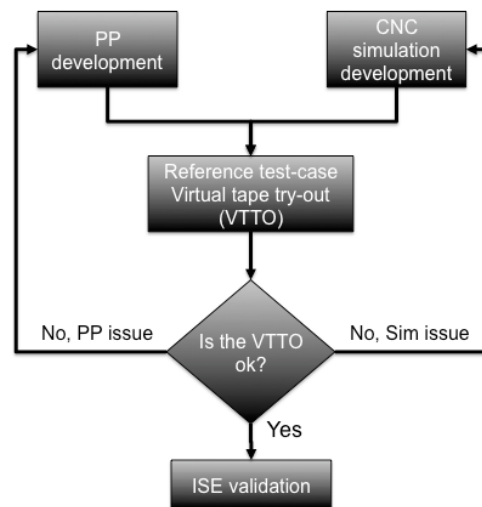 PP
development
CNC
simulation
development
Reference test-case
Virtual tape try-out
(VTTO)
Is the VTTO
ok?
No, PP issue
No, Sim issue
Yes
ISE validation